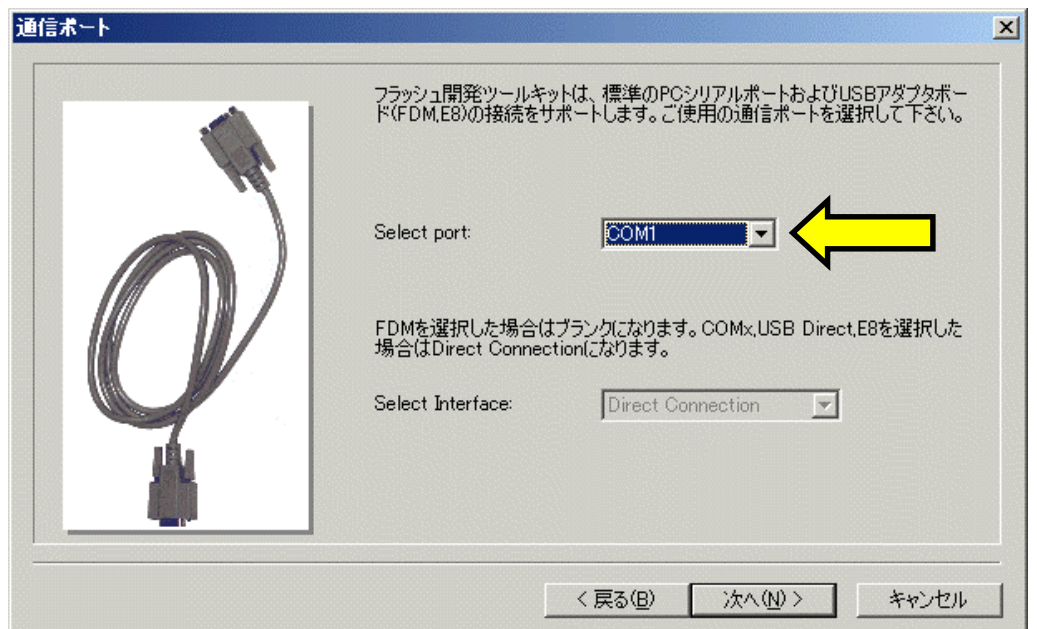 通信ポート
フラッシュ開発ツールキットは、標準のPCシリアルポートおよびUSBアダプタボー
ド(FDM,E8)の接続をサポートします。ご使用の通信ポートを選択して下さい。
Select port:
COM1
FDMを選択した場合はブランクになります。COMx,USB Direct,E8を選択した
場合はDirect Connectionになります。
Select Interface:
Direct Connection
< 戻る(B)
次へ(N) >
キャンセル